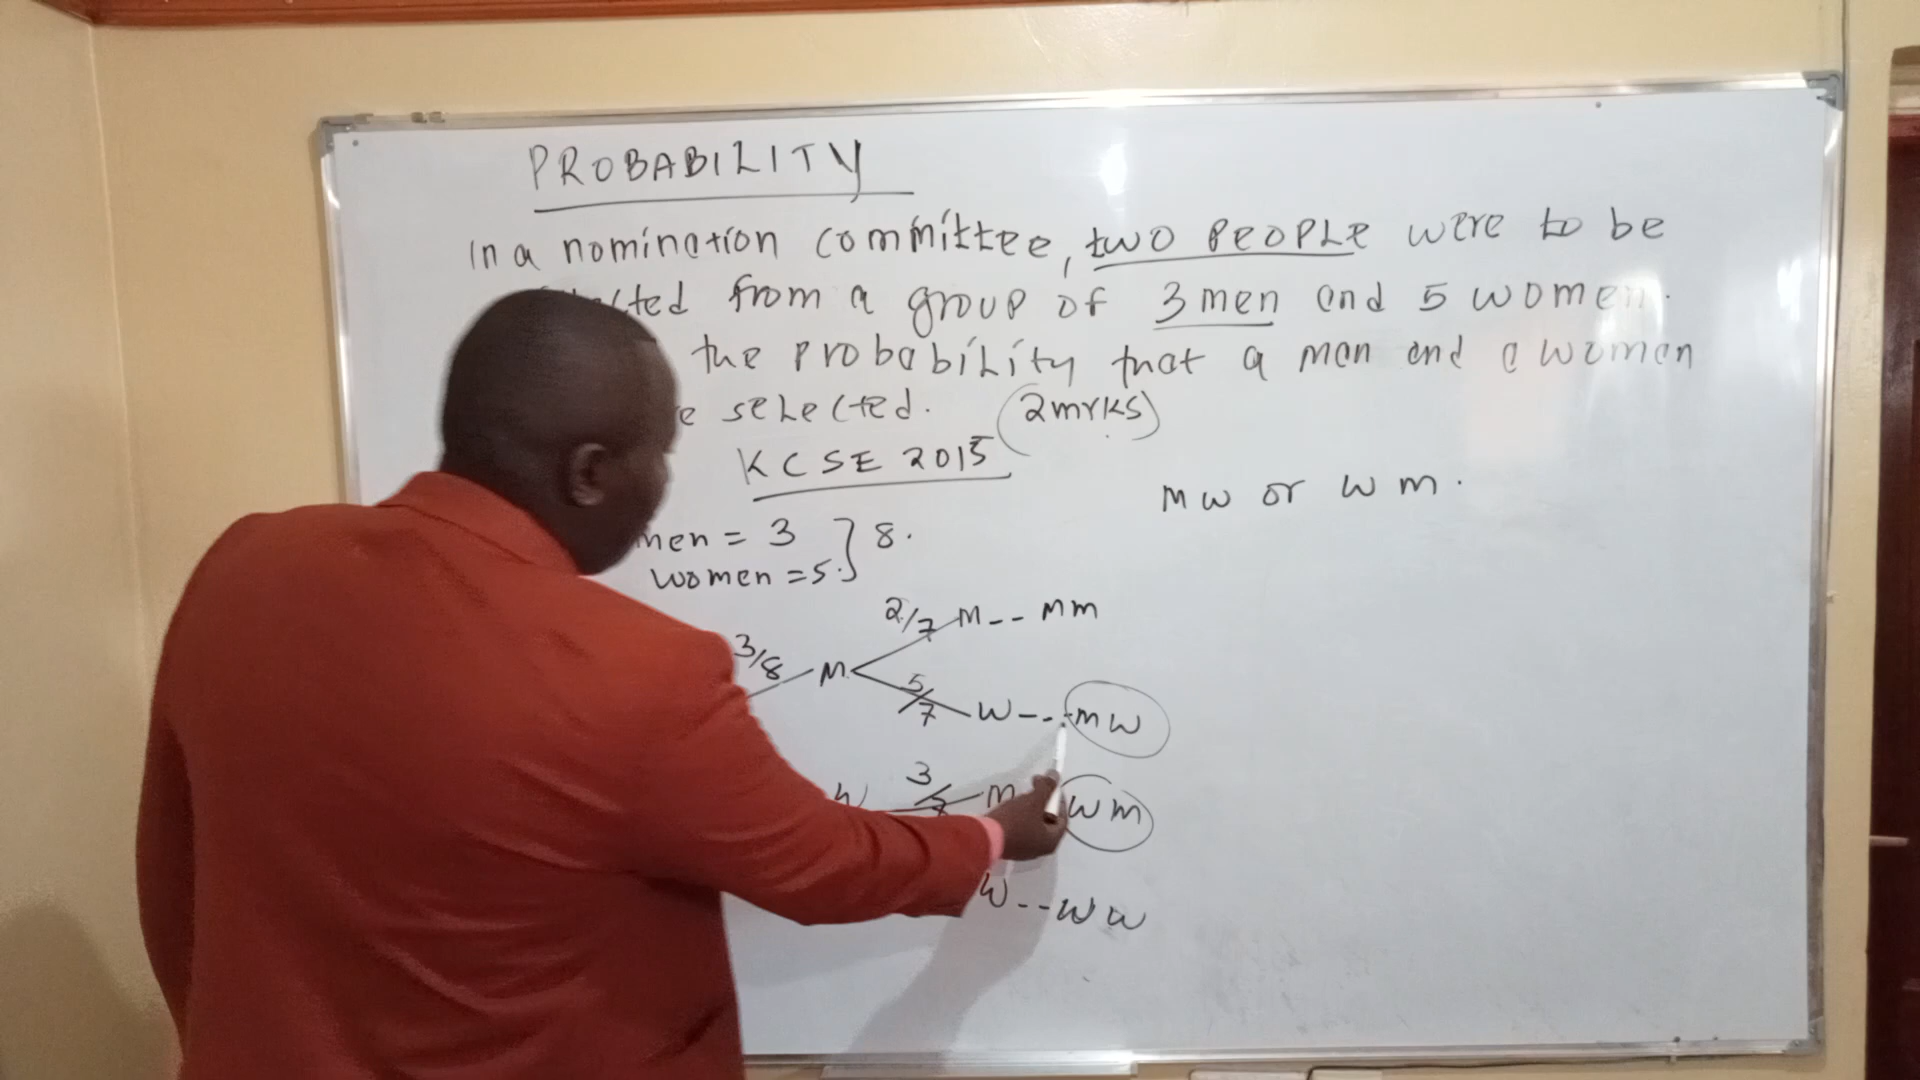 PROBABILITY
In a nomination committee, two PEOPLE were to be
from a group of 3 men and 5 women.
the probability that a man and a woman
selected. (2mrks)
KCSE 2015
MW or WM.
men = 3 } 8.
women = 5.
2/7 M-- MM
3/8 M
5/7 W--- MW
W 3/7 M WM
W--WW